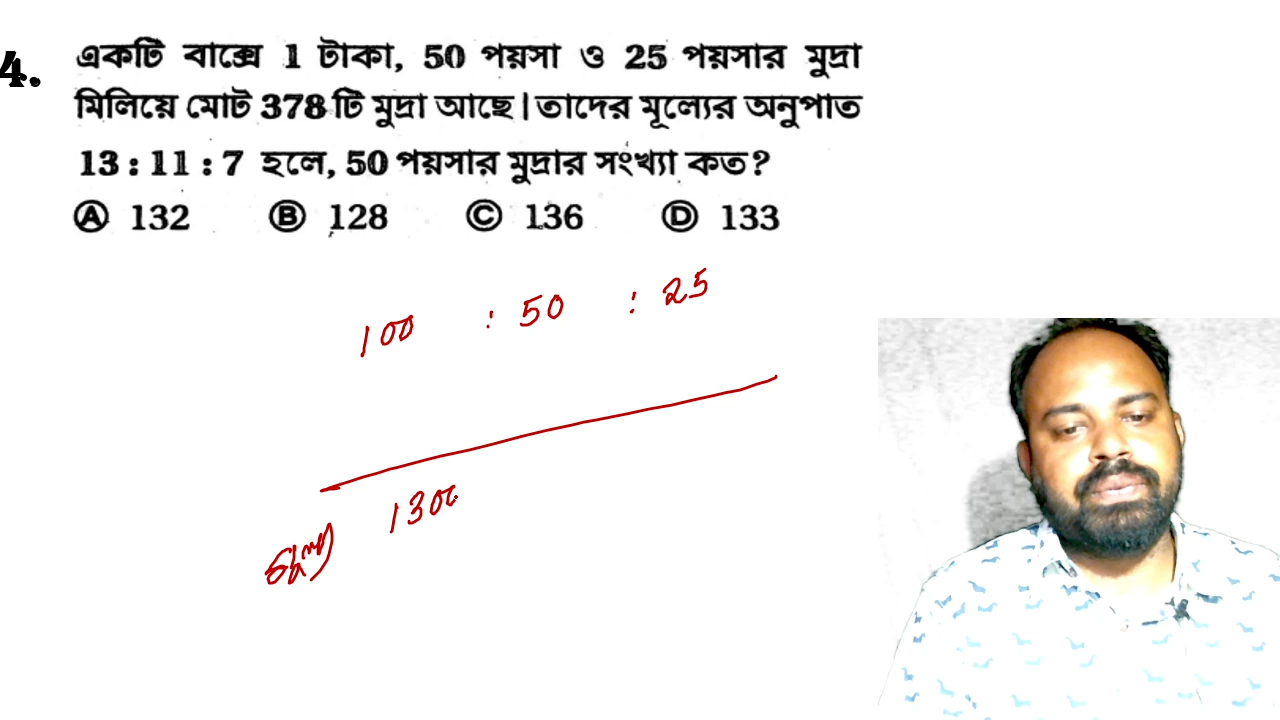 4. একটি বাক্সে 1 টাকা, 50 পয়সা ও 25 পয়সার মুদ্রা
মিলিয়ে মোট 378 টি মুদ্রা আছে। তাদের মূল্যের অনুপাত
13 : 11 : 7 হলে, 50 পয়সার মুদ্রার সংখ্যা কত?
Ⓐ 132 Ⓑ 128 Ⓒ 136 Ⓓ 133
100 : 50 : 25